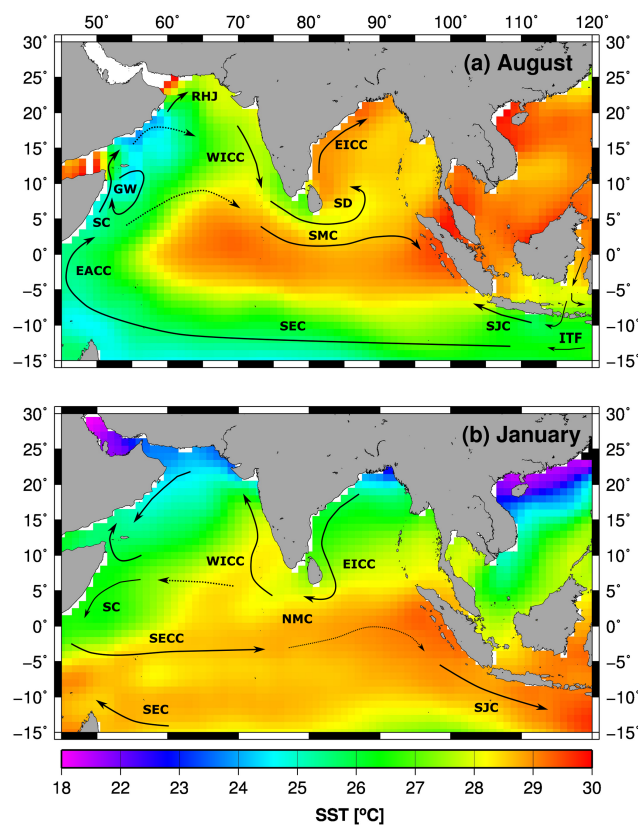 45˚ 50˚ 60˚ 70˚ 80˚ 90˚ 100˚ 110˚ 120˚
30˚ (a) August 30˚
25˚ 25˚
RHJ
20˚ 20˚
15˚ WICC EICC 15˚
10˚ GW 10˚
SD
5˚ SC 5˚
SMC
0˚ 0˚
EACC
−5˚ −5˚
−10˚ SEC SJC −10˚
ITF
−15˚ −15˚
30˚ (b) January 30˚
25˚ 25˚
20˚ 20˚
15˚ 15˚
10˚ WICC EICC 10˚
5˚ 5˚
SC
NMC
0˚ 0˚
SECC
−5˚ −5˚
−10˚ SEC SJC −10˚
−15˚ −15˚
18 22 23 24 25 26 27 28 29 30
SST [ºC]